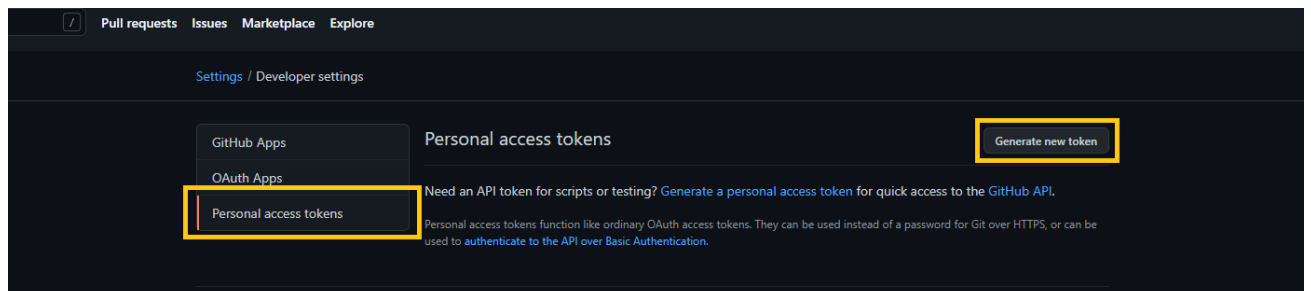 / Pull requests Issues Marketplace Explore
Settings / Developer settings
GitHub Apps
OAuth Apps
Personal access tokens
Personal access tokens
Generate new token
Need an API token for scripts or testing? Generate a personal access token for quick access to the GitHub API.
Personal access tokens function like ordinary OAuth access tokens. They can be used instead of a password for Git over HTTPS, or can be
used to authenticate to the API over Basic Authentication.